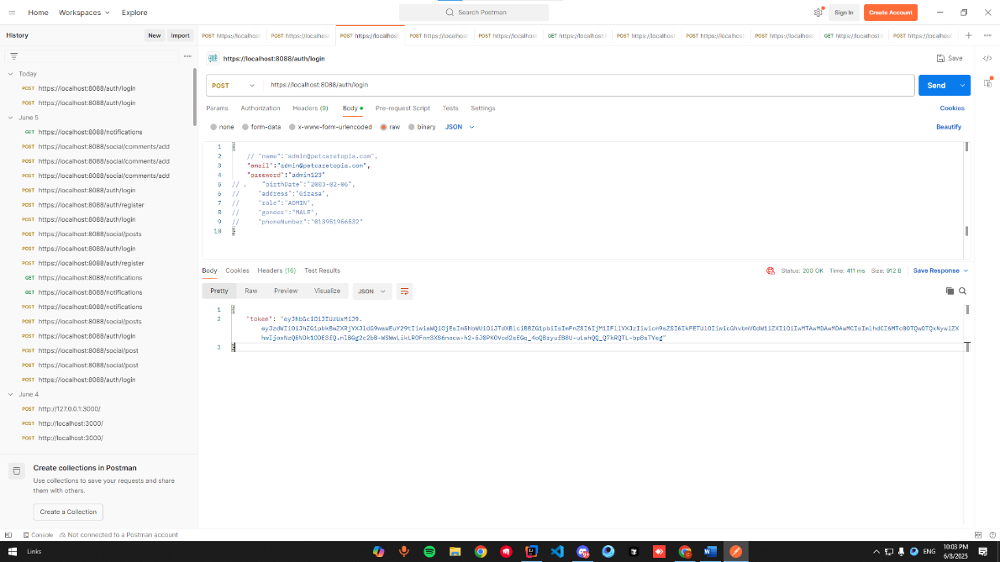 Home Workspaces Explore Search Postman Sign In Create Account
History New Import
POST https://localhost POST https://localhost POST https://localhost POST https://localhost POST https://localhost GET https://localhost: POST https://localhost POST https://localhost POST https://localhost GET https://localhost: POST https://localhost
HTTP https://localhost:8088/auth/login Save
POST https://localhost:8088/auth/login Send
Params Authorization Headers (9) Body Pre-request Script Tests Settings Cookies
none form-data x-www-form-urlencoded raw binary JSON Beautify
1 {
2 // "name":"admin@petcaretopia.com",
3 "email":"admin@petcaretopia.com",
4 "password":"admin123"
5 // , "birthDate":"2003-02-06",
6 // "address":"Gizasa",
7 // "role":"ADMIN",
8 // "gender":"MALE",
9 // "phoneNumber":"013951956532"
10 }
Today
POST https://localhost:8088/auth/login
POST https://localhost:8088/auth/login
June 5
GET https://localhost:8088/notifications
POST https://localhost:8088/social/comments/add
POST https://localhost:8088/social/comments/add
POST https://localhost:8088/social/comments/add
POST https://localhost:8088/auth/login
POST https://localhost:8088/auth/register
POST https://localhost:8088/auth/login
POST https://localhost:8088/social/posts
POST https://localhost:8088/auth/login
POST https://localhost:8088/auth/register
GET https://localhost:8088/notifications
GET https://localhost:8088/notifications
POST https://localhost:8088/notifications
POST https://localhost:8088/social/posts
POST https://localhost:8088/auth/login
POST https://localhost:8088/social/post
POST https://localhost:8088/social/post
POST https://localhost:8088/auth/login
June 4
POST http://127.0.0.1:3000/
POST http://localhost:3000/
POST http://localhost:3000/
Create collections in Postman
Use collections to save your requests and share
them with others.
Create a Collection
Body Cookies Headers (16) Test Results Status: 200 OK Time: 411 ms Size: 912 B Save Response
Pretty Raw Preview Visualize JSON
1 {
2 "token":
3 }
Console Not connected to a Postman account
Links ENG 10:03 PM
6/8/2025